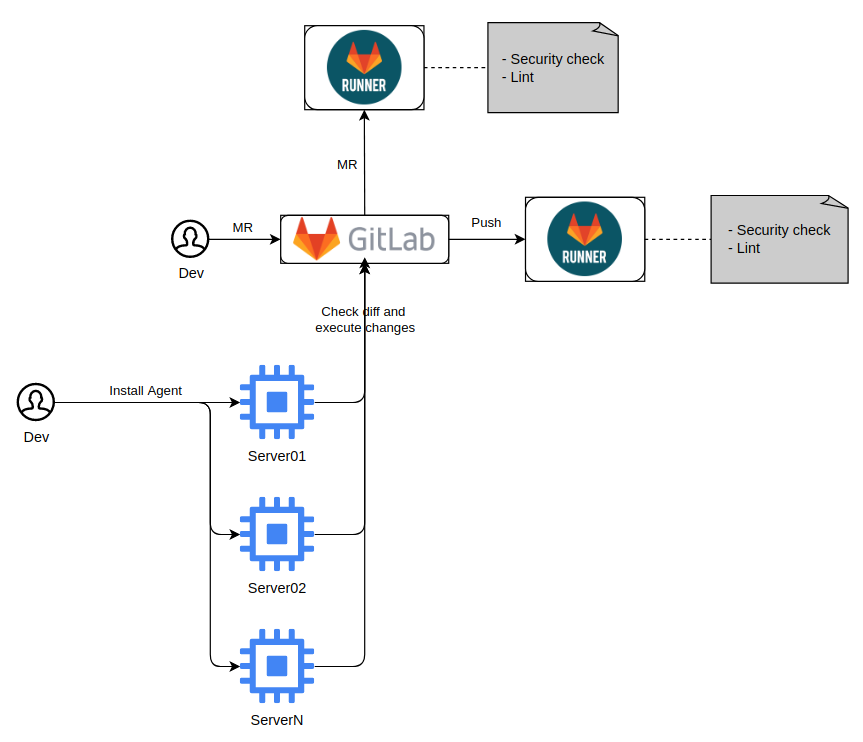 RUNNER
- Security check
- Lint
MR
MR
GitLab
Push
Dev
RUNNER
- Security check
- Lint
Check diff and
execute changes
Install Agent
Dev
Server01
Server02
ServerN